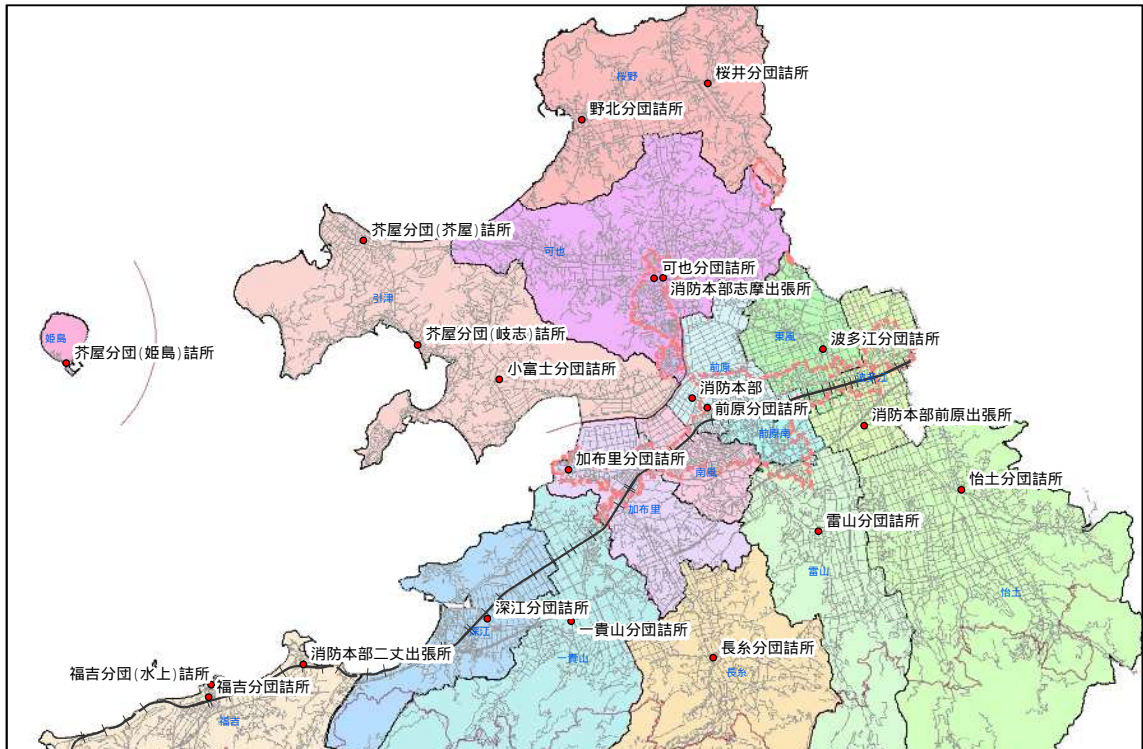 桜井分団詰所
桜野
野北分団詰所
芥屋分団(芥屋)詰所
可也
可也分団詰所
消防本部志摩出張所
引津
姫島
芥屋分団(姫島)詰所
芥屋分団(岐志)詰所
東風
波多江分団詰所
小富士分団詰所
前原
波多江
消防本部
前原分団詰所
消防本部前原出張所
前原南
加布里分団詰所
南風
怡土分団詰所
加布里
雷山分団詰所
雷山
怡土
深江分団詰所
深江
一貴山分団詰所
一貴山
長糸分団詰所
長糸
消防本部二丈出張所
福吉分団(水上)詰所
福吉分団詰所
福吉